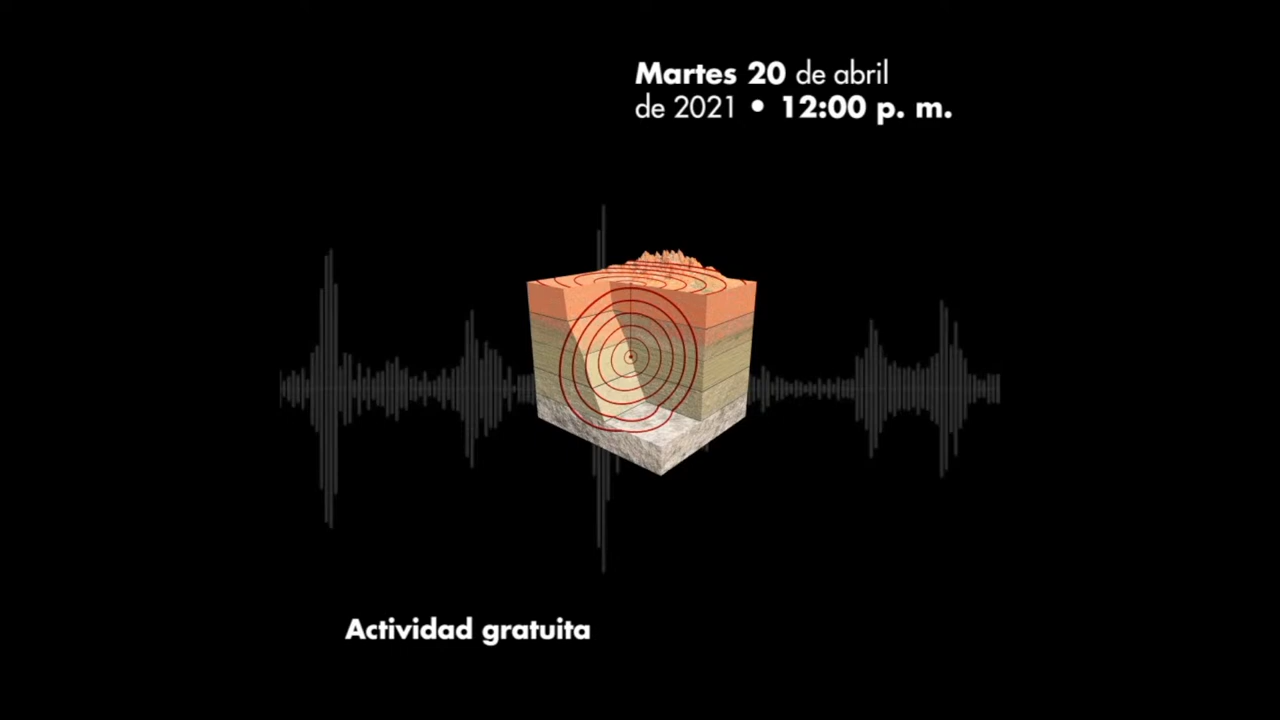 Martes 20 de abril
de 2021 • 12:00 p. m.
Actividad gratuita